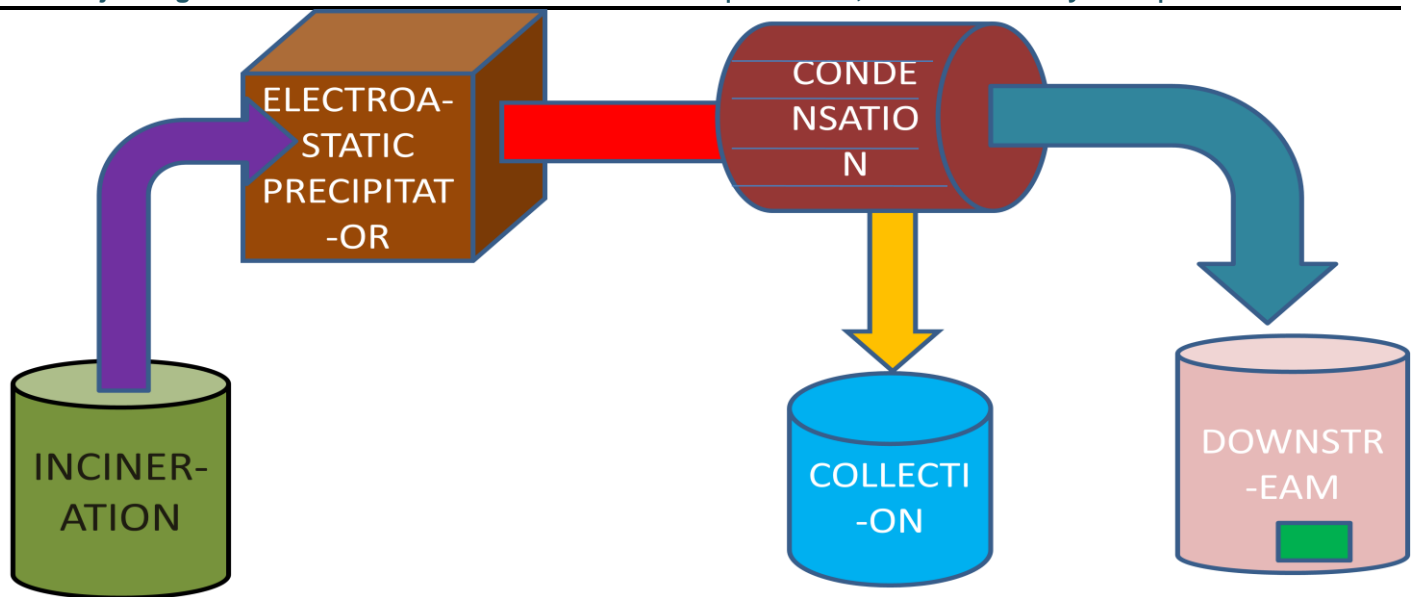 ELECTROA-
STATIC
PRECIPITAT
-OR
CONDE
NSATIO
N
INCINER-
ATION
COLLECTI
-ON
DOWNSTR
-EAM